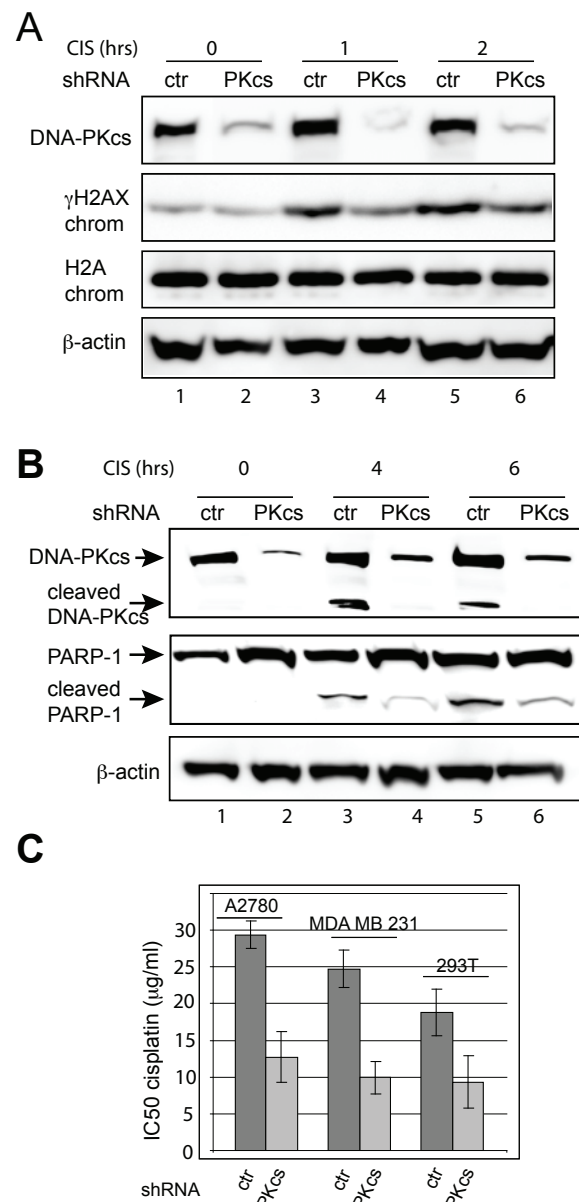 A
CIS (hrs) 0 1 2
shRNA ctr PKcs ctr PKcs ctr PKcs
DNA-PKcs
γH2AX
chrom
H2A
chrom
β-actin
1 2 3 4 5 6
B
CIS (hrs) 0 4 6
shRNA ctr PKcs ctr PKcs ctr PKcs
DNA-PKcs
cleaved
DNA-PKcs
PARP-1
cleaved
PARP-1
β-actin
1 2 3 4 5 6
C
A2780
MDA MB 231
293T
IC50 cisplatin (μg/ml)
30
25
20
15
10
5
0
shRNA ctr PKcs ctr PKcs ctr PKcs